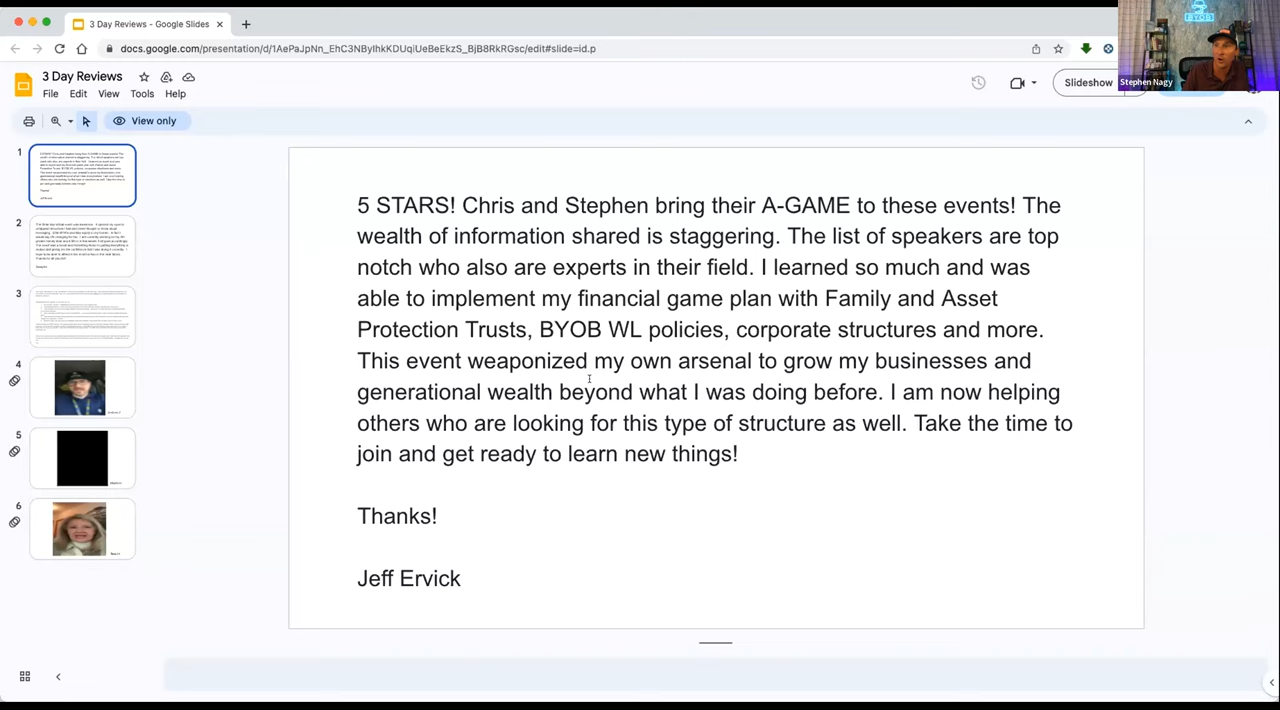 3 Day Reviews - Google Slides
docs.google.com/presentation/d/1AePaJpNn_EhC3NByIhkKDUqiUeBeEkzS_BjB8RkRGsc/edit#slide=id.p
BYOB
Stephen Nagy
3 Day Reviews
File Edit View Tools Help
Slideshow
View only
1
2
3
4
5
6
5 STARS! Chris and Stephen bring their A-GAME to these events! The
wealth of information shared is staggering. The list of speakers are top
notch who also are experts in their field. I learned so much and was
able to implemant my financial game plan with Family and Asset
Protection Trusts, BYOB WL policies, corporate structures and more.
This event weaponized my own arsenal to grow my businesses and
generational wealth beyond what I was doing before. I am now helping
others who are looking for this type of structure as well. Take the time to
join and get ready to learn new things!
Thanks!
Jeff Ervick